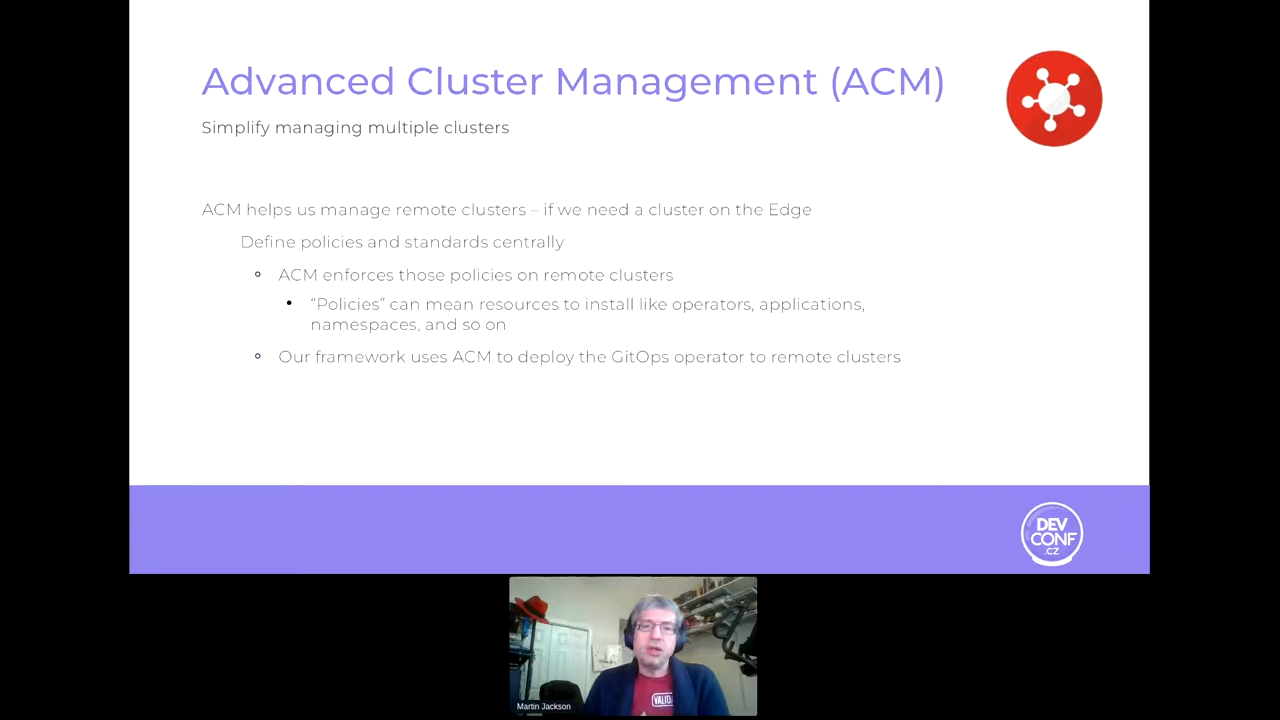 Advanced Cluster Management (ACM)
Simplify managing multiple clusters
ACM helps us manage remote clusters – if we need a cluster on the Edge
Define policies and standards centrally
ACM enforces those policies on remote clusters
“Policies” can mean resources to install like operators, applications,
namespaces, and so on
Our framework uses ACM to deploy the GitOps operator to remote clusters
DEV
CONF
.CZ
Martin Jackson